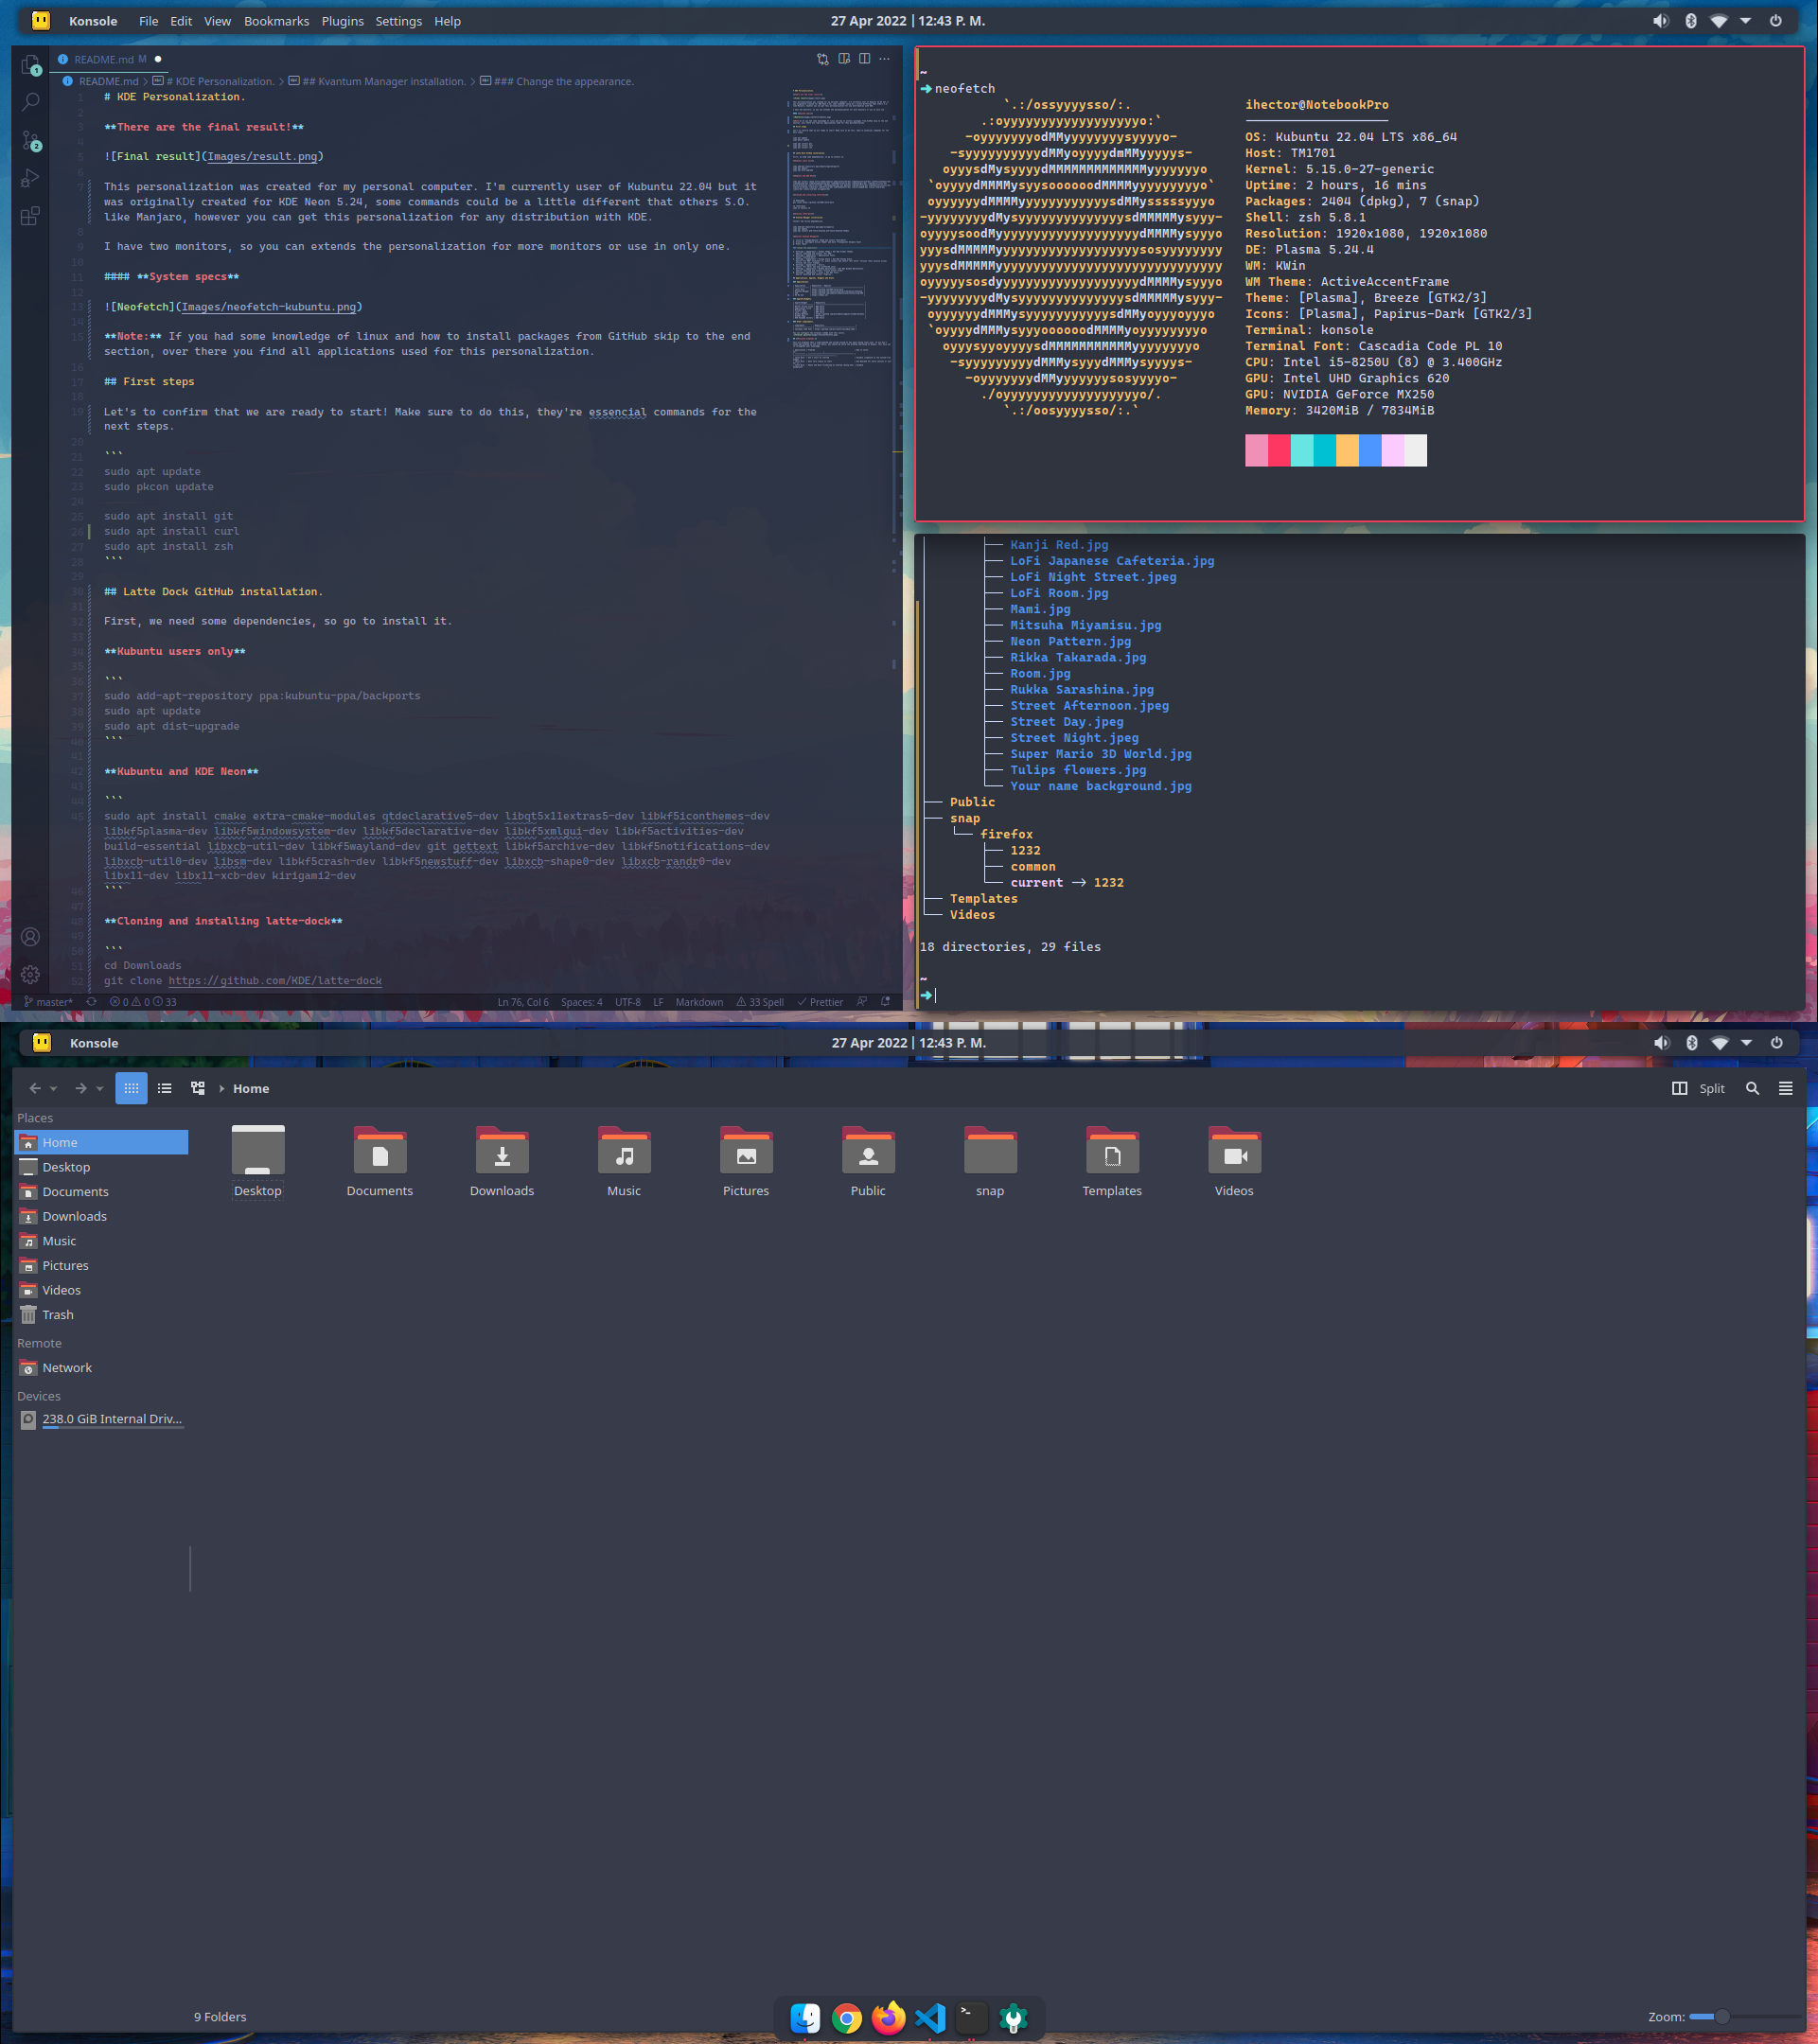 Konsole File Edit View Bookmarks Plugins Settings Help
27 Apr 2022 | 12:43 P. M.
README.md M
README.md > # KDE Personalization. > ## Kvantum Manager installation. > ### Change the appearance.
1 # KDE Personalization.
2
3 **There are the final result!**
4
5 ![Final result](Images/result.png)
6
7 This personalization was created for my personal computer. I'm currently user of Kubuntu 22.04 but it
was originally created for KDE Neon 5.24, some commands could be a little different that others S.O.
like Manjaro, however you can get this personalization for any distribution with KDE.
8
9 I have two monitors, so you can extends the personalization for more monitors or use in only one.
10
11 #### **System specs**
12
13 ![Neofetch](Images/neofetch-kubuntu.png)
14
15 **Note:** If you had some knowledge of linux and how to install packages from GitHub skip to the end
section, over there you find all applications used for this personalization.
16
17 ## First steps
18
19 Let's to confirm that we are ready to start! Make sure to do this, they're essencial commands for the
next steps.
20
21 ```
22 sudo apt update
23 sudo pkcon update
24
25 sudo apt install git
26 sudo apt install curl
27 sudo apt install zsh
28 ```
29
30 ## Latte Dock GitHub installation.
31
32 First, we need some dependencies, so go to install it.
33
34 **Kubuntu users only**
35
36 ```
37 sudo add-apt-repository ppa:kubuntu-ppa/backports
38 sudo apt update
39 sudo apt dist-upgrade
40 ```
41
42 **Kubuntu and KDE Neon**
43
44 ```
45 sudo apt install cmake extra-cmake-modules qtdeclarative5-dev libqt5x11extras5-dev libkf5iconthemes-dev
libkf5plasma-dev libkf5windowsystem-dev libkf5declarative-dev libkf5xmlgui-dev libkf5activities-dev
build-essential libxcb-util-dev libkf5wayland-dev git gettext libkf5archive-dev libkf5notifications-dev
libxcb-util0-dev libsm-dev libkf5crash-dev libkf5newstuff-dev libxcb-shape0-dev libxcb-randr0-dev
libx11-dev libx11-xcb-dev kirigami2-dev
46 ```
47
48 **Cloning and installing latte-dock**
49
50 ```
51 cd Downloads
52 git clone https://github.com/KDE/latte-dock
master* 0 0 33
Ln 76, Col 6 Spaces: 4 UTF-8 LF Markdown 33 Spell Prettier
~
➜ neofetch
ihector@NotebookPro
OS: Kubuntu 22.04 LTS x86_64
Host: TM1701
Kernel: 5.15.0-27-generic
Uptime: 2 hours, 16 mins
Packages: 2404 (dpkg), 7 (snap)
Shell: zsh 5.8.1
Resolution: 1920x1080, 1920x1080
DE: Plasma 5.24.4
WM: KWin
WM Theme: ActiveAccentFrame
Theme: [Plasma], Breeze [GTK2/3]
Icons: [Plasma], Papirus-Dark [GTK2/3]
Terminal: konsole
Terminal Font: Cascadia Code PL 10
CPU: Intel i5-8250U (8) @ 3.400GHz
GPU: Intel UHD Graphics 620
GPU: NVIDIA GeForce MX250
Memory: 3420MiB / 7834MiB
Kanji Red.jpg
LoFi Japanese Cafeteria.jpg
LoFi Night Street.jpeg
LoFi Room.jpg
Mami.jpg
Mitsuha Miyamisu.jpg
Neon Pattern.jpg
Rikka Takarada.jpg
Room.jpg
Rukka Sarashina.jpg
Street Afternoon.jpeg
Street Day.jpeg
Street Night.jpeg
Super Mario 3D World.jpg
Tulips flowers.jpg
Your name background.jpg
Public
snap
firefox
1232
common
current -> 1232
Templates
Videos
18 directories, 29 files
~
➜
Konsole
27 Apr 2022 | 12:43 P. M.
> Home
Split
Places
Home
Desktop
Documents
Downloads
Music
Pictures
Videos
Trash
Remote
Network
Devices
238.0 GiB Internal Driv...
Desktop Documents Downloads Music Pictures Public snap Templates Videos
9 Folders
Zoom: